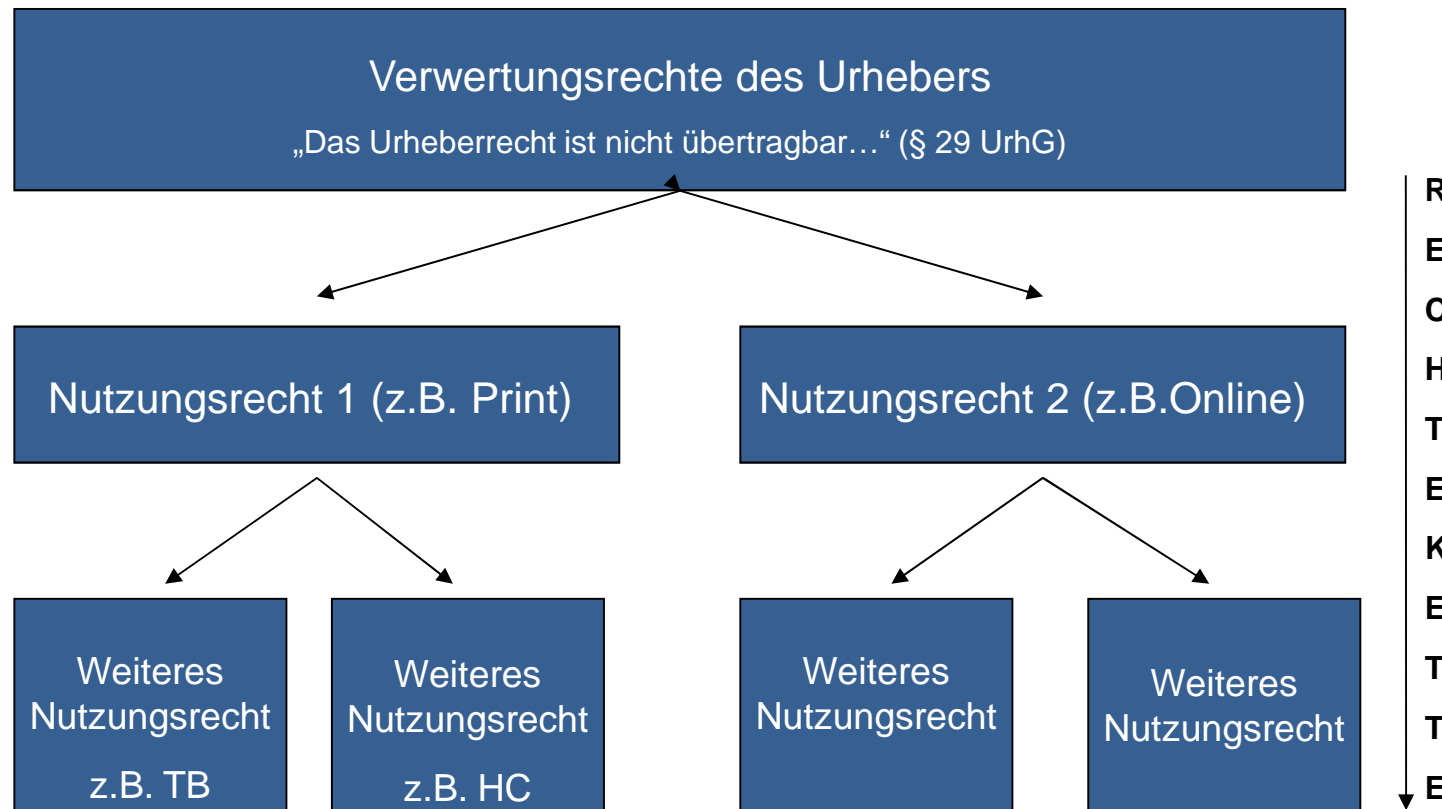 Verwertungsrechte des Urhebers
„Das Urheberrecht ist nicht übertragbar…“ (§ 29 UrhG)
Nutzungsrecht 1 (z.B. Print)
Nutzungsrecht 2 (z.B.Online)
Weiteres
Nutzungsrecht
z.B. TB
Weiteres
Nutzungsrecht
z.B. HC
Weiteres
Nutzungsrecht
Weiteres
Nutzungsrecht
R
E
C
H
T
E
K
E
T
T
E